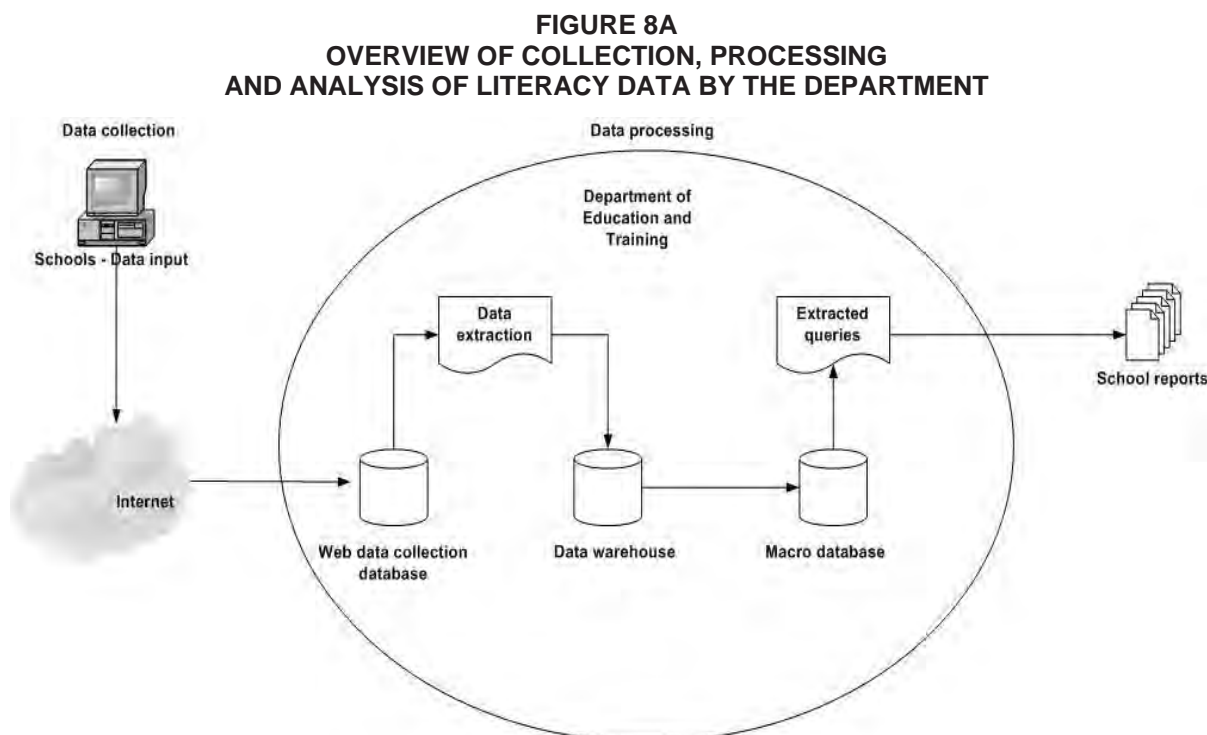 FIGURE 8A
OVERVIEW OF COLLECTION, PROCESSING
AND ANALYSIS OF LITERACY DATA BY THE DEPARTMENT
Data collection
Data processing
Department of
Education and
Training
Schools - Data input
Data
extraction
Extracted
queries
School reports
Internet
Web data collection
database
Data warehouse
Macro database